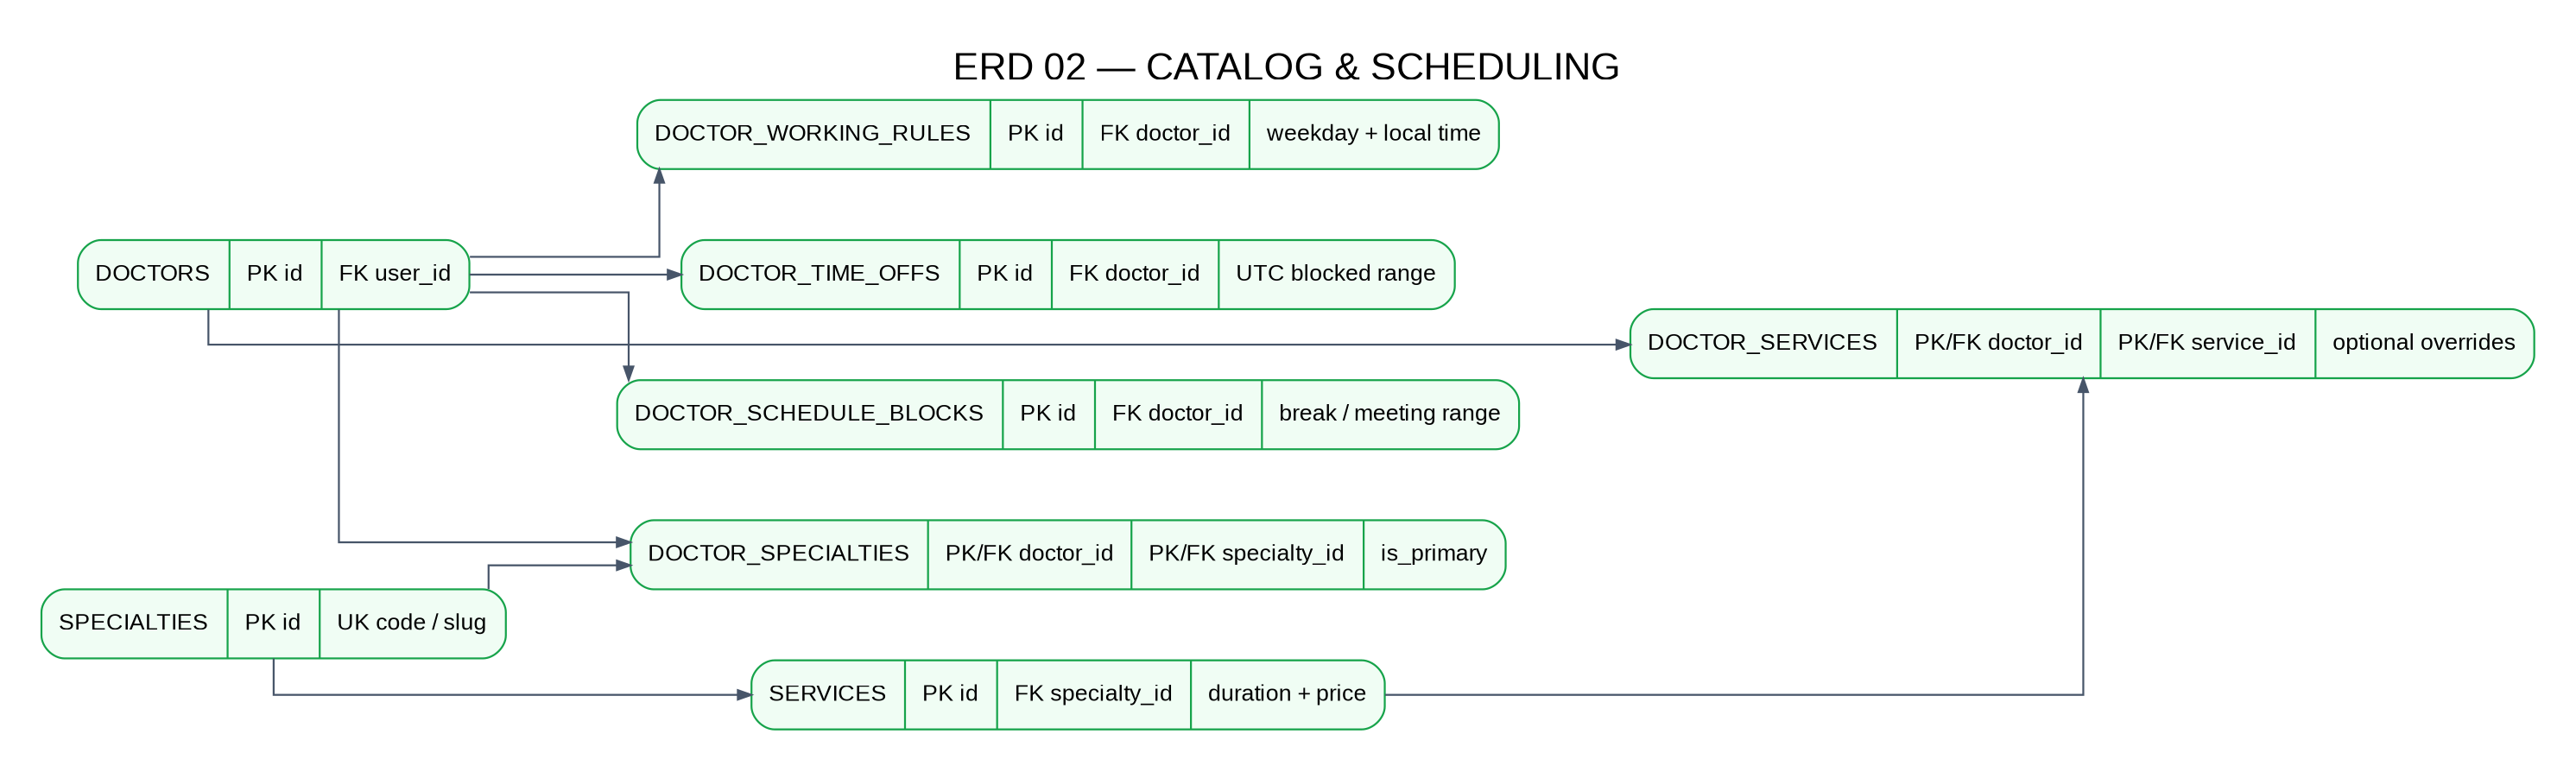 ERD 02 — CATALOG & SCHEDULING
DOCTOR_WORKING_RULES PK id FK doctor_id weekday + local time
DOCTORS PK id FK user_id
DOCTOR_TIME_OFFS PK id FK doctor_id UTC blocked range
DOCTOR_SERVICES PK/FK doctor_id PK/FK service_id optional overrides
DOCTOR_SCHEDULE_BLOCKS PK id FK doctor_id break / meeting range
DOCTOR_SPECIALTIES PK/FK doctor_id PK/FK specialty_id is_primary
SPECIALTIES PK id UK code / slug
SERVICES PK id FK specialty_id duration + price